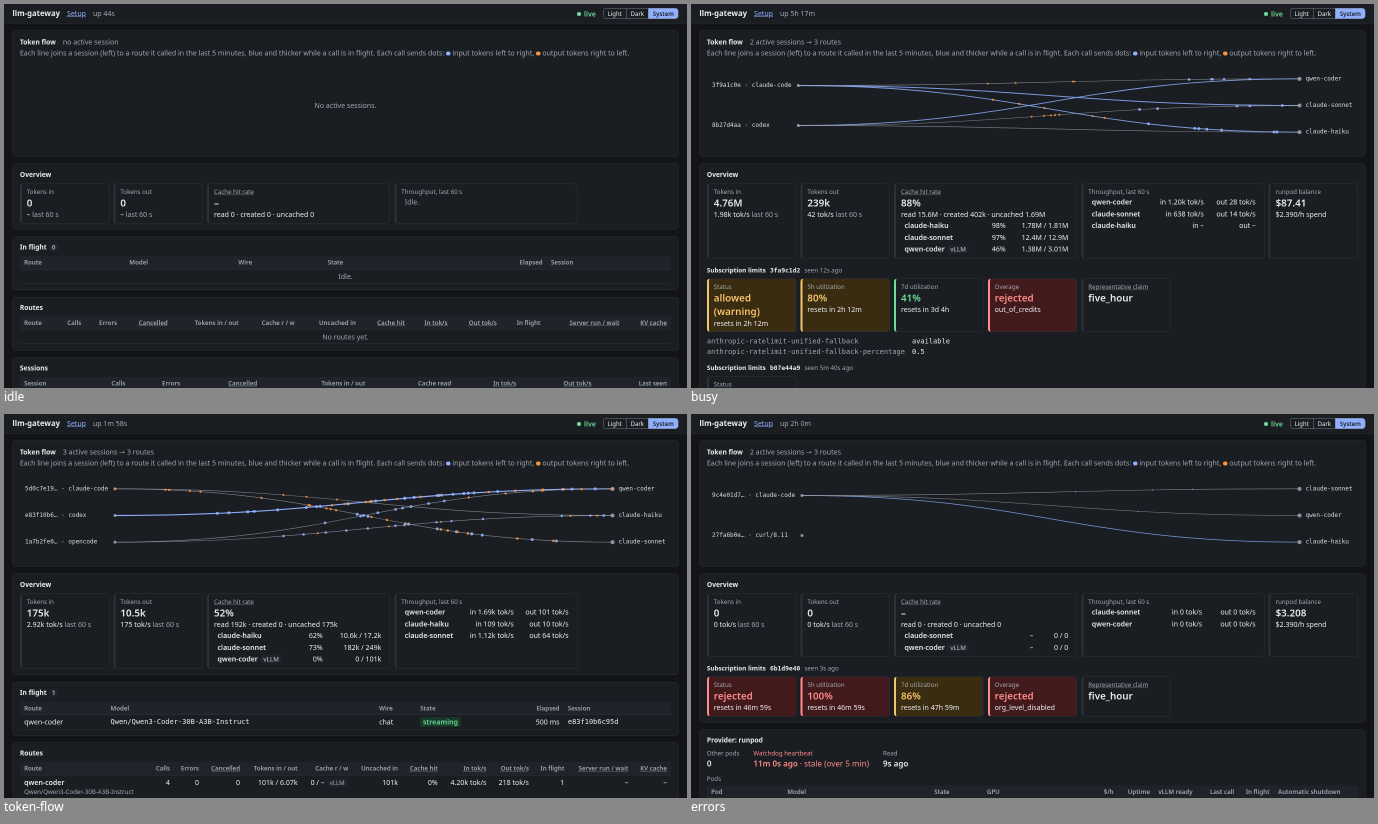 llm-gateway Setup up 44s live Light Dark System
Token flow no active session
Each line joins a session (left) to a route it called in the last 5 minutes, blue and thicker while a call is in flight. Each call sends dots: input tokens left to right, output tokens right to left.
No active sessions.
Overview
Tokens in
0
– last 60 s
Tokens out
0
– last 60 s
Cache hit rate
–
read 0 · created 0 · uncached 0
Throughput, last 60 s
Idle.
In flight 0
Route Model Wire State Elapsed Session
Idle.
Routes
Route Calls Errors Cancelled Tokens in / out Cache r / w Uncached in Cache hit In tok/s Out tok/s In flight Server run / wait KV cache
No routes yet.
Sessions
Session Calls Errors Cancelled Tokens in / out Cache read In tok/s Out tok/s Last seen
idle
llm-gateway Setup up 5h 17m live Light Dark System
Token flow 2 active sessions → 3 routes
Each line joins a session (left) to a route it called in the last 5 minutes, blue and thicker while a call is in flight. Each call sends dots: input tokens left to right, output tokens right to left.
3f9a1c0e · claude-code
8b27d4aa · codex
qwen-coder
claude-sonnet
claude-haiku
Overview
Tokens in
4.76M
1.98k tok/s last 60 s
Tokens out
239k
42 tok/s last 60 s
Cache hit rate
88%
read 15.6M · created 402k · uncached 1.69M
claude-haiku 98% 1.78M / 1.81M
claude-sonnet 97% 12.4M / 12.9M
qwen-coder vLLM 46% 1.38M / 3.01M
Throughput, last 60 s
qwen-coder in 1.20k tok/s out 28 tok/s
claude-sonnet in 638 tok/s out 14 tok/s
claude-haiku in – out –
runpod balance
$87.41
$2.390/h spend
Subscription limits 3fa9c1d2 seen 12s ago
Status
allowed (warning)
resets in 2h 12m
5h utilization
80%
resets in 2h 12m
7d utilization
41%
resets in 3d 4h
Overage
rejected
out_of_credits
Representative claim
five_hour
anthropic-ratelimit-unified-fallback available
anthropic-ratelimit-unified-fallback-percentage 0.5
Subscription limits b07e44a9 seen 5m 40s ago
Status
busy
llm-gateway Setup up 1m 58s live Light Dark System
Token flow 3 active sessions → 3 routes
Each line joins a session (left) to a route it called in the last 5 minutes, blue and thicker while a call is in flight. Each call sends dots: input tokens left to right, output tokens right to left.
5d0c7e19… · claude-code
e83f10b6… · codex
1a7b2fe0… · opencode
qwen-coder
claude-haiku
claude-sonnet
Overview
Tokens in
175k
2.92k tok/s last 60 s
Tokens out
10.5k
175 tok/s last 60 s
Cache hit rate
52%
read 192k · created 0 · uncached 175k
claude-haiku 62% 10.6k / 17.2k
claude-sonnet 73% 182k / 249k
qwen-coder vLLM 0% 0 / 101k
Throughput, last 60 s
qwen-coder in 1.69k tok/s out 101 tok/s
claude-haiku in 109 tok/s out 10 tok/s
claude-sonnet in 1.12k tok/s out 64 tok/s
In flight 1
Route Model Wire State Elapsed Session
qwen-coder Qwen/Qwen3-Coder-30B-A3B-Instruct chat streaming 500 ms e83f10b6c95d
Routes
Route Calls Errors Cancelled Tokens in / out Cache r / w Uncached in Cache hit In tok/s Out tok/s In flight Server run / wait KV cache
qwen-coder 4 0 0 101k / 6.07k 0 / – vLLM 101k 0% 4.20k tok/s 218 tok/s 1 – –
Qwen/Qwen3-Coder-30B-A3B-Instruct
token-flow
llm-gateway Setup up 2h 0m live Light Dark System
Token flow 2 active sessions → 3 routes
Each line joins a session (left) to a route it called in the last 5 minutes, blue and thicker while a call is in flight. Each call sends dots: input tokens left to right, output tokens right to left.
9c4e01d7… · claude-code
27fa6b0e… · curl/8.11
claude-sonnet
qwen-coder
claude-haiku
Overview
Tokens in
0
0 tok/s last 60 s
Tokens out
0
0 tok/s last 60 s
Cache hit rate
–
read 0 · created 0 · uncached 0
claude-sonnet – 0 / 0
qwen-coder vLLM – 0 / 0
Throughput, last 60 s
claude-sonnet in 0 tok/s out 0 tok/s
qwen-coder in 0 tok/s out 0 tok/s
runpod balance
$3.208
$2.390/h spend
Subscription limits 6b1d9e40 seen 3s ago
Status
rejected
resets in 46m 59s
5h utilization
100%
resets in 46m 59s
7d utilization
86%
resets in 47h 59m
Overage
rejected
org_level_disabled
Representative claim
five_hour
Provider: runpod
Other pods
0
Watchdog heartbeat
11m 0s ago · stale (over 5 min)
Read
9s ago
Pods
Pod Model State GPU $/h Uptime vLLM ready Last call In flight Automatic shutdown
errors